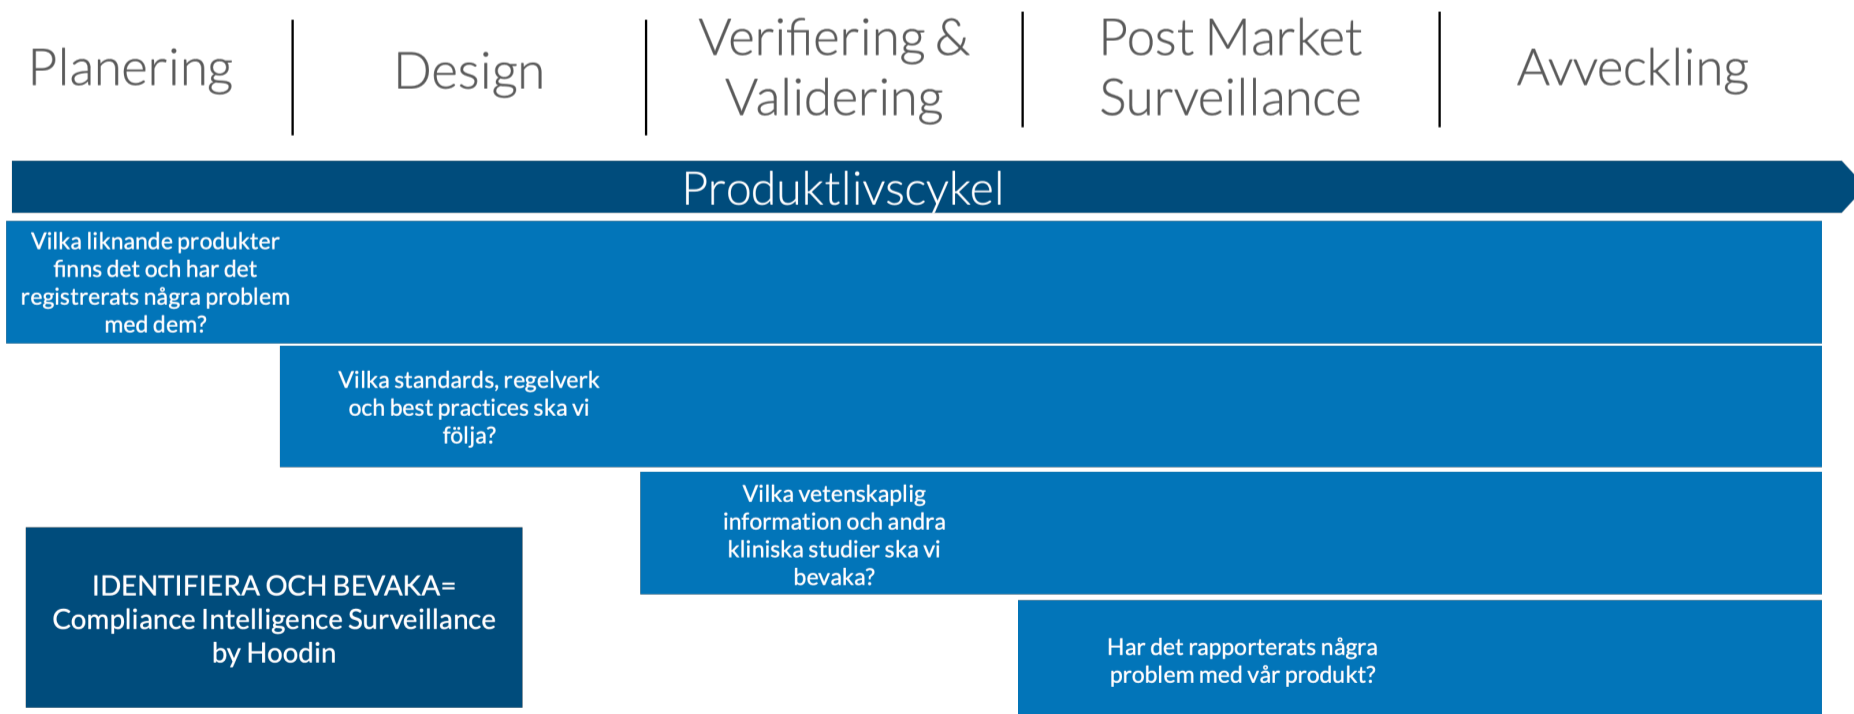 Planering
Design
Verifiering &
Validering
Post Market
Surveillance
Avveckling
Produktlivscykel
Vilka liknande produkter
finns det och har det
registrerats några problem
med dem?
Vilka standards, regelverk
och best practices ska vi
följa?
Vilka vetenskaplig
information och andra
kliniska studier ska vi
bevaka?
IDENTIFIERA OCH BEVAKA=
Compliance Intelligence Surveillance
by Hoodin
Har det rapporterats några
problem med vår produkt?